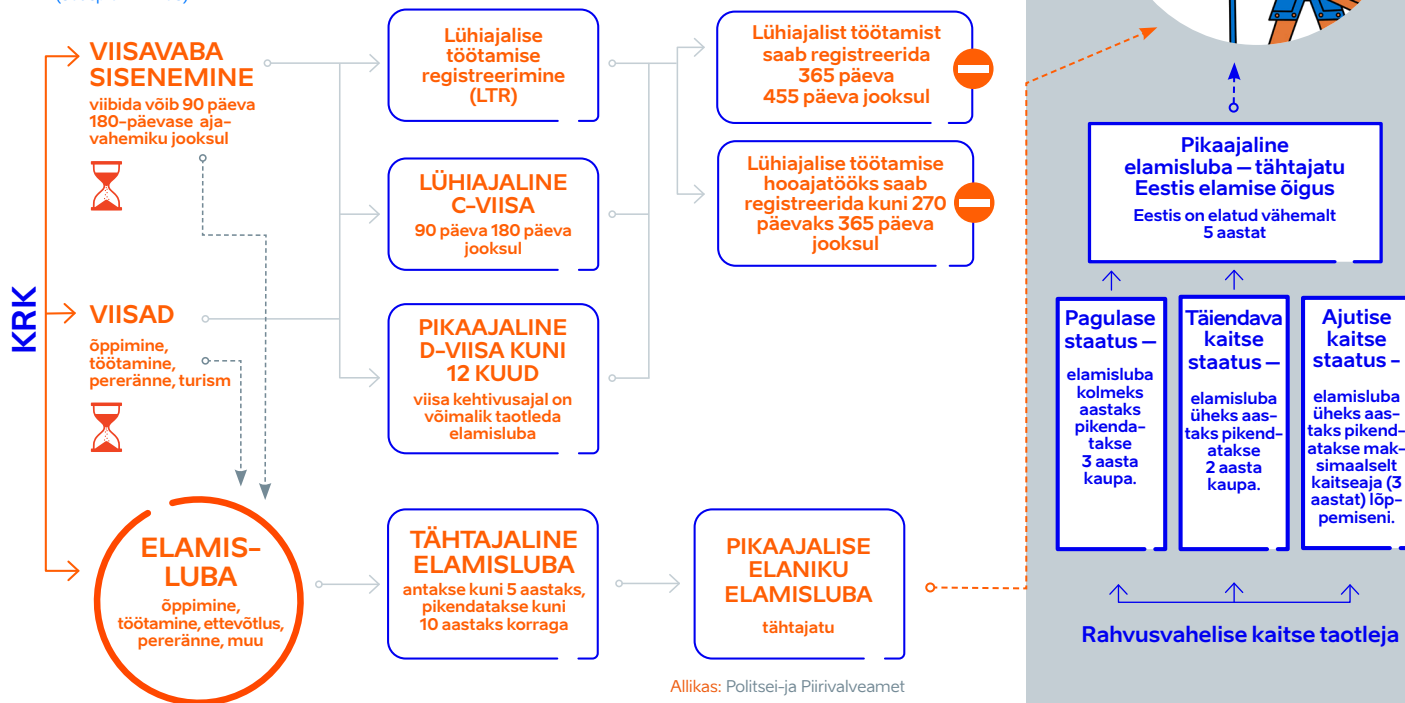 KRK
VIISAVABA
SISENEMINE
viibida võib 90 päeva
180-päevase aja-
vahemiku jooksul
VIISAD
õppimine,
töötamine,
pereränne, turism
ELAMIS-
LUBA
õppimine,
töötamine, ettevõtlus,
pereränne, muu
Lühiajalise
töötamise
registreerimine
(LTR)
LÜHIAJALINE
C-VIISA
90 päeva 180 päeva
jooksul
PIKAAJALINE
D-VIISA KUNI
12 KUUD
viisa kehtivusajal on
võimalik taotleda
elamisluba
TÄHTAJALINE
ELAMISLUBA
antakse kuni 5 aastaks,
pikendatakse kuni
10 aastaks korraga
Lühiajalist töötamist
saab registreerida
365 päeva
455 päeva jooksul
Lühiajalise töötamise
hooajatööks saab
registreerida kuni 270
päevaks 365 päeva
jooksul
PIKAAJALISE
ELANIKU
ELAMISLUBA
tähtajatu
Allikas: Politsei-ja Piirivalveamet
Pikaajaline
elamisluba – tähtajatu
Eestis elamise õigus
Eestis on elatud vähemalt
5 aastat
Pagulase
staatus –
elamisluba
kolmeks
aastaks
pikenda-
takse
3 aasta
kaupa.
Täiendava
kaitse
staatus –
elamisluba
üheks aas-
taks pikend-
atakse
2 aasta
kaupa.
Ajutise
kaitse
staatus -
elamisluba
üheks aas-
taks pikend-
atakse mak-
simaalselt
kaitseaja (3
aastat) lõp-
pemiseni.
Rahvusvahelise kaitse taotleja